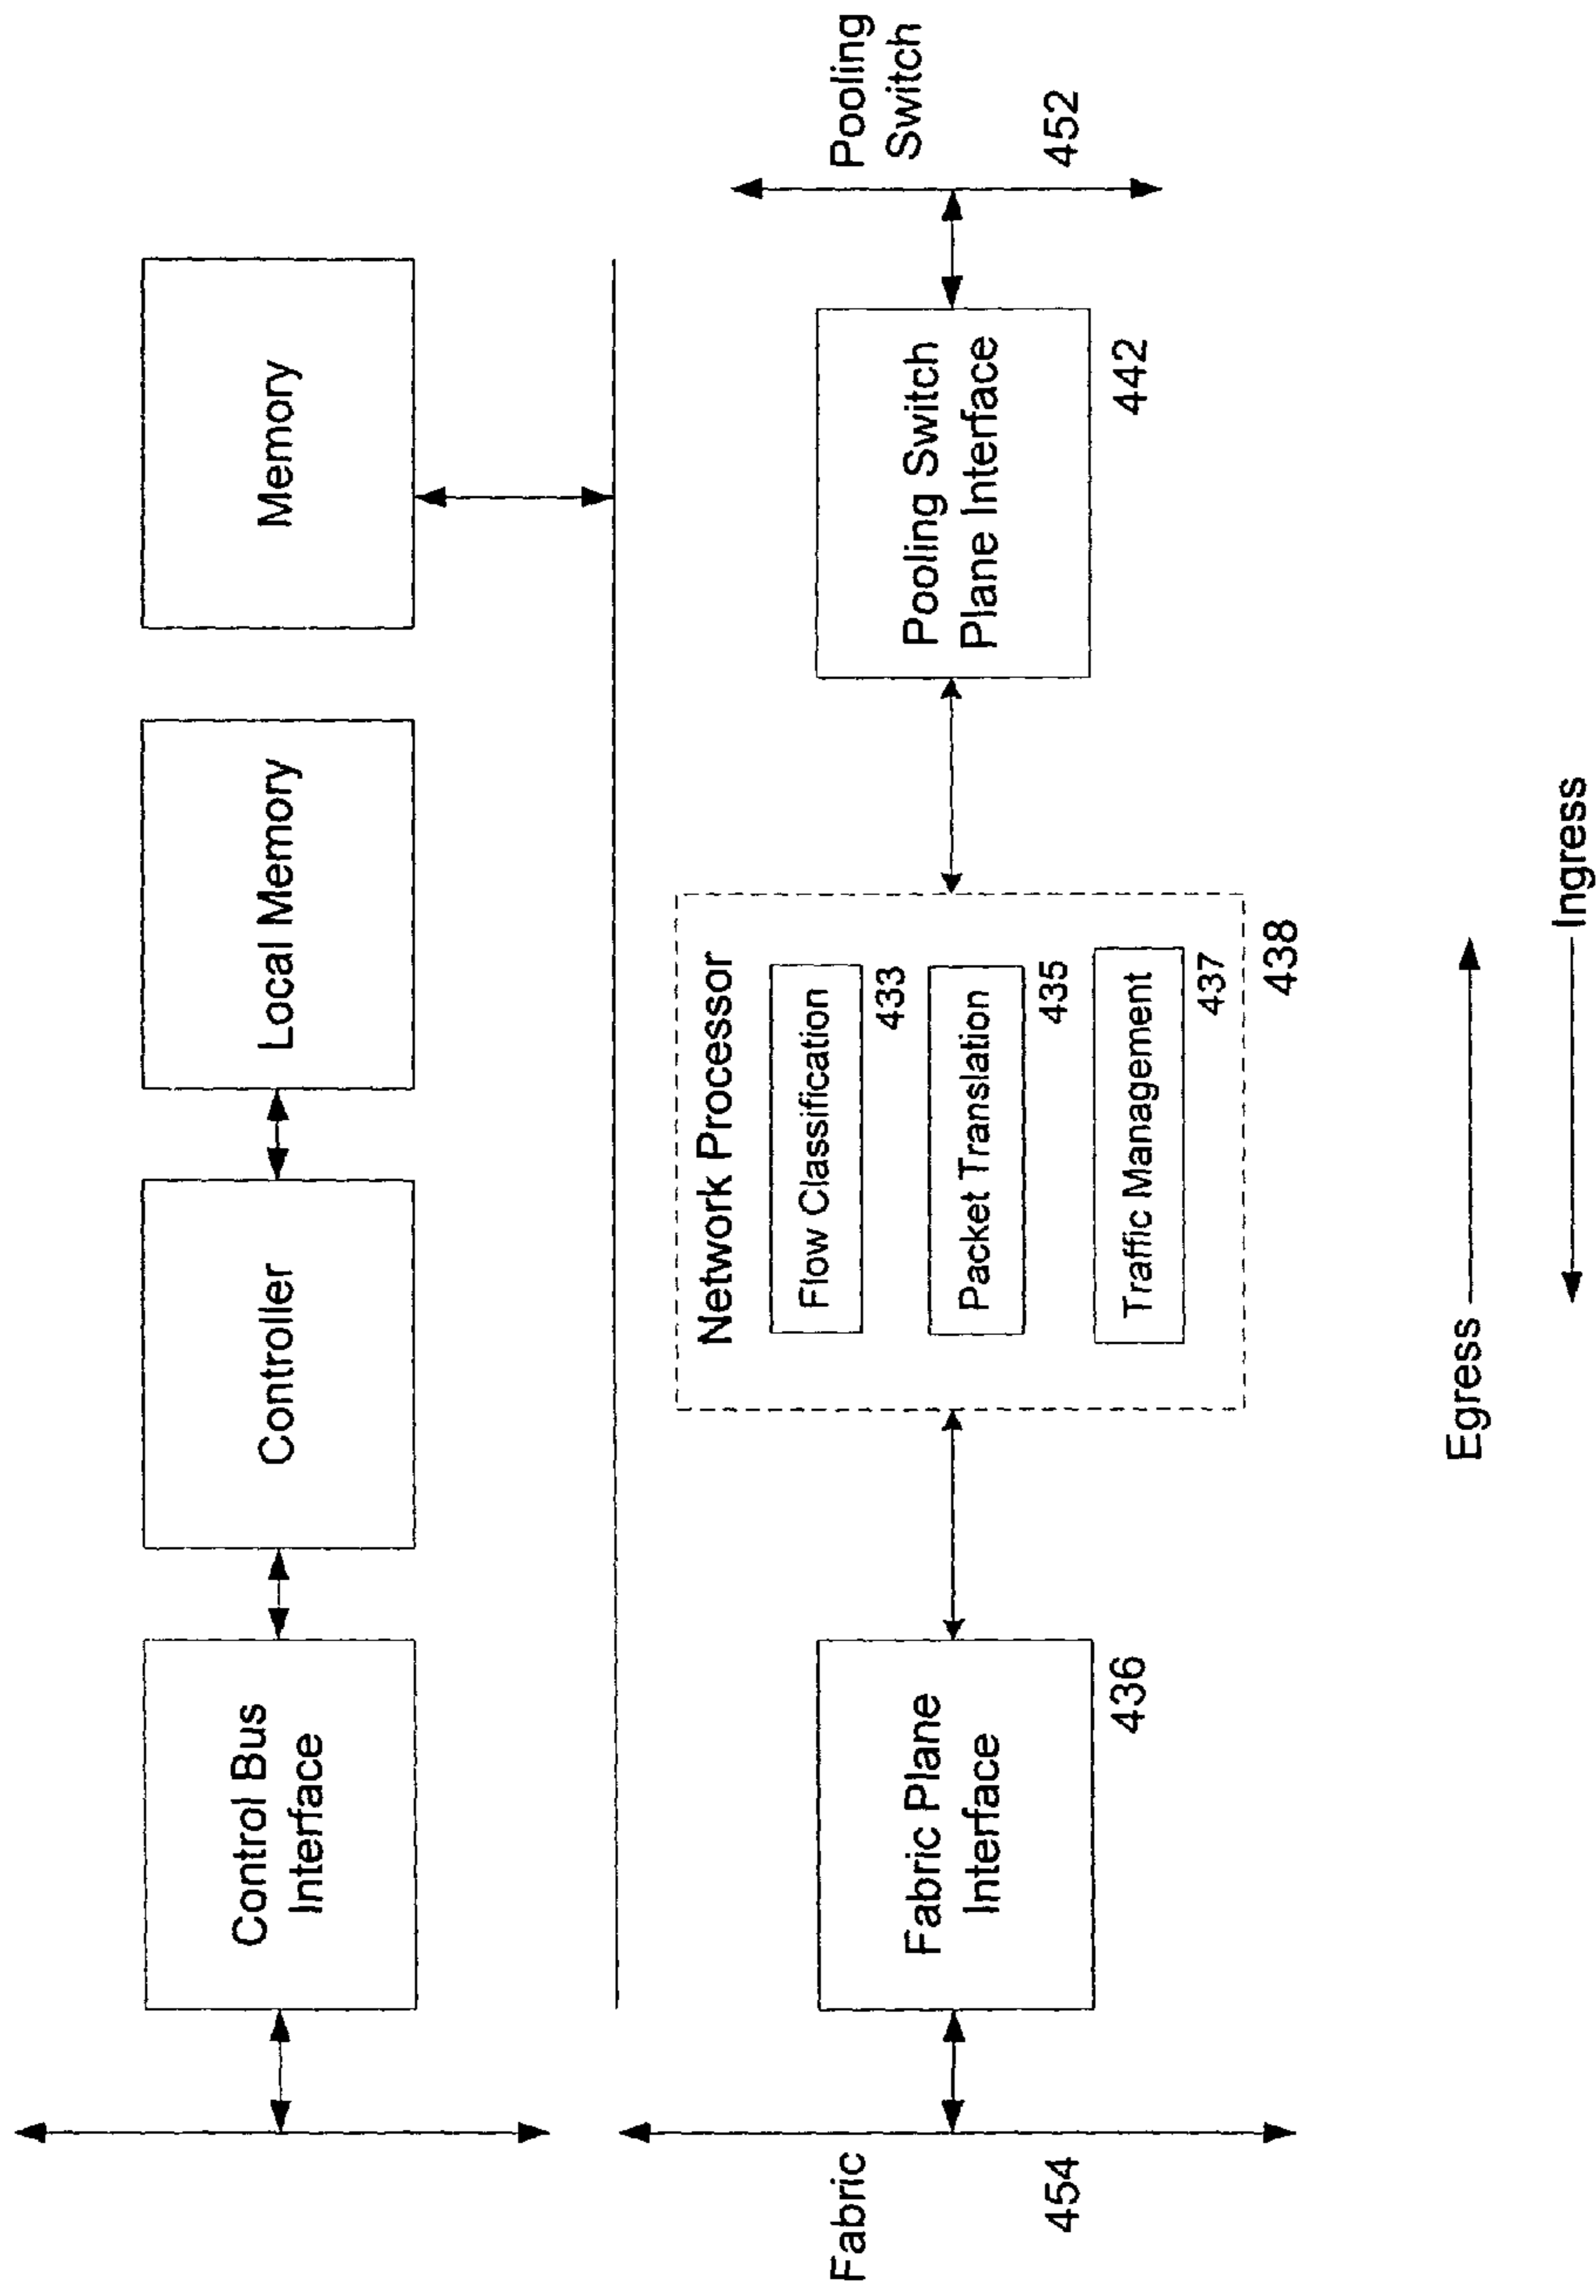 Control Bus
Interface
Controller
Local Memory
Memory
Fabric
454
Fabric Plane
Interface
436
Network Processor
Flow Classification
433
Packet Translation
435
Traffic Management
437
438
Pooling Switch
Plane Interface
442
Pooling
Switch
452
Egress
Ingress